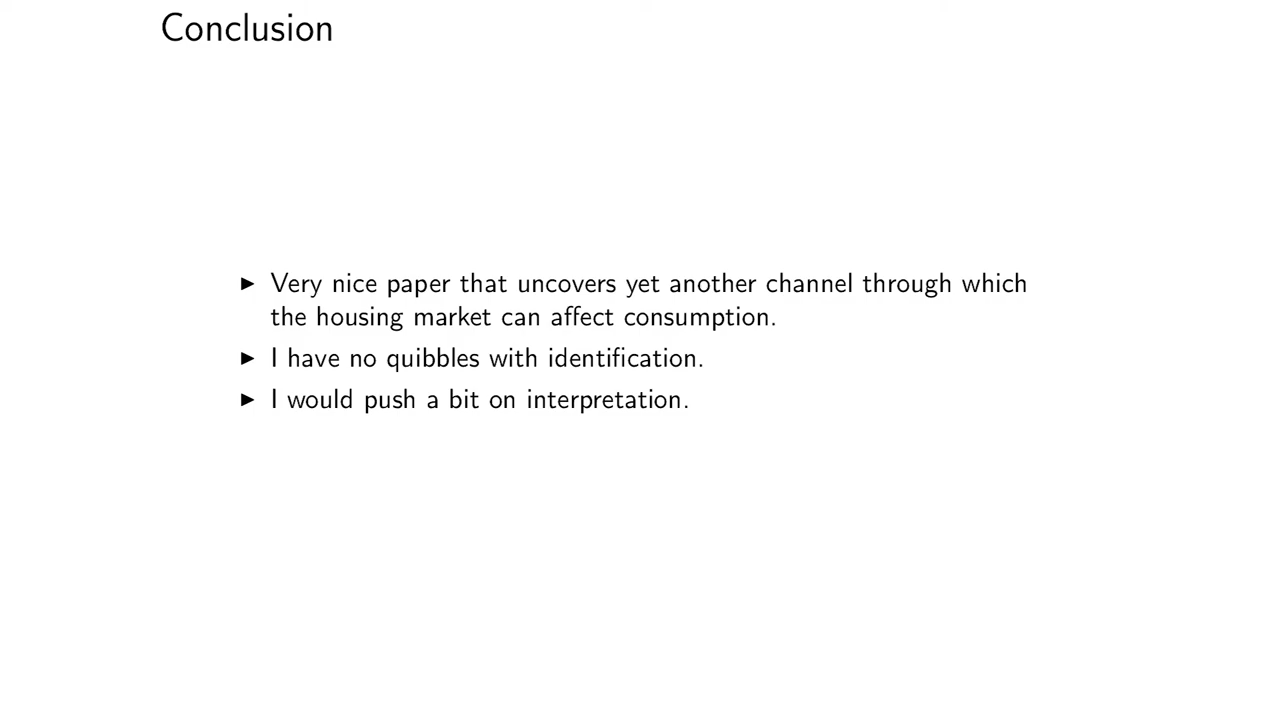 Conclusion
▶ Very nice paper that uncovers yet another channel through which
the housing market can affect consumption.
▶ I have no quibbles with identification.
▶ I would push a bit on interpretation.